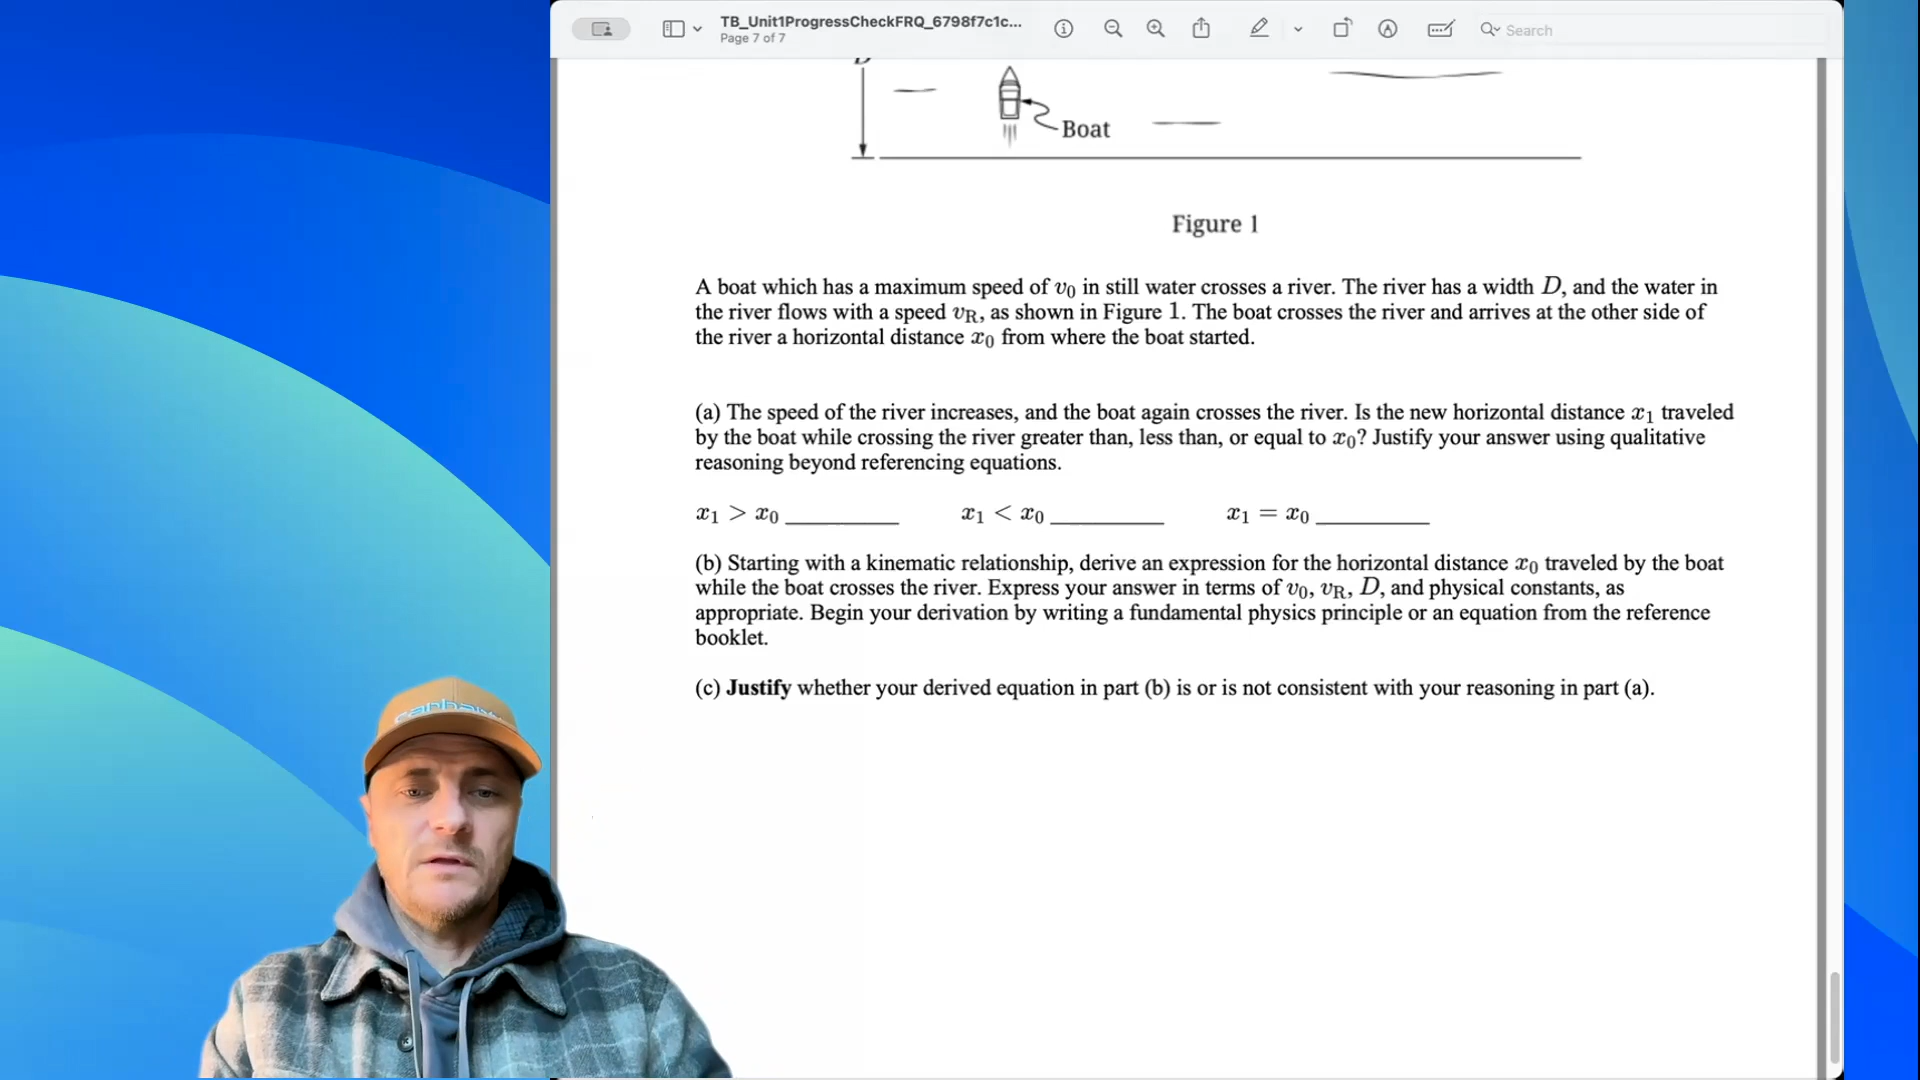 TB_Unit1ProgressCheckFRQ_6798f7c1c...
Page 7 of 7
Search
D
Boat
Figure 1
A boat which has a maximum speed of v₀ in still water crosses a river. The river has a width D, and the water in
the river flows with a speed v_R, as shown in Figure 1. The boat crosses the river and arrives at the other side of
the river a horizontal distance x₀ from where the boat started.
(a) The speed of the river increases, and the boat again crosses the river. Is the new horizontal distance x₁ traveled
by the boat while crossing the river greater than, less than, or equal to x₀? Justify your answer using qualitative
reasoning beyond referencing equations.
x₁ > x₀ ________ x₁ < x₀ ________ x₁ = x₀ ________
(b) Starting with a kinematic relationship, derive an expression for the horizontal distance x₀ traveled by the boat
while the boat crosses the river. Express your answer in terms of v₀, v_R, D, and physical constants, as
appropriate. Begin your derivation by writing a fundamental physics principle or an equation from the reference
booklet.
(c) Justify whether your derived equation in part (b) is or is not consistent with your reasoning in part (a).
carhartt